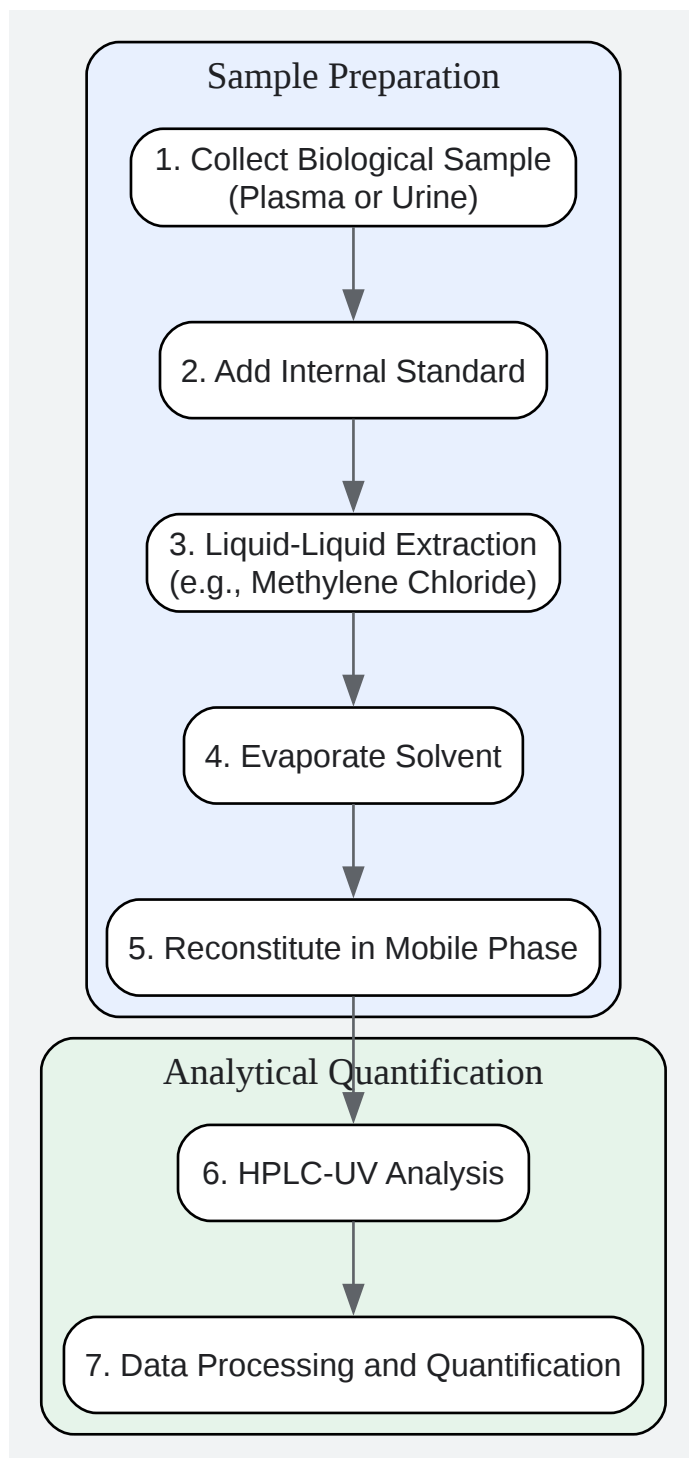 Sample Preparation
1. Collect Biological Sample
(Plasma or Urine)
2. Add Internal Standard
3. Liquid-Liquid Extraction
(e.g., Methylene Chloride)
4. Evaporate Solvent
5. Reconstitute in Mobile Phase
Analytical Quantification
6. HPLC-UV Analysis
7. Data Processing and Quantification